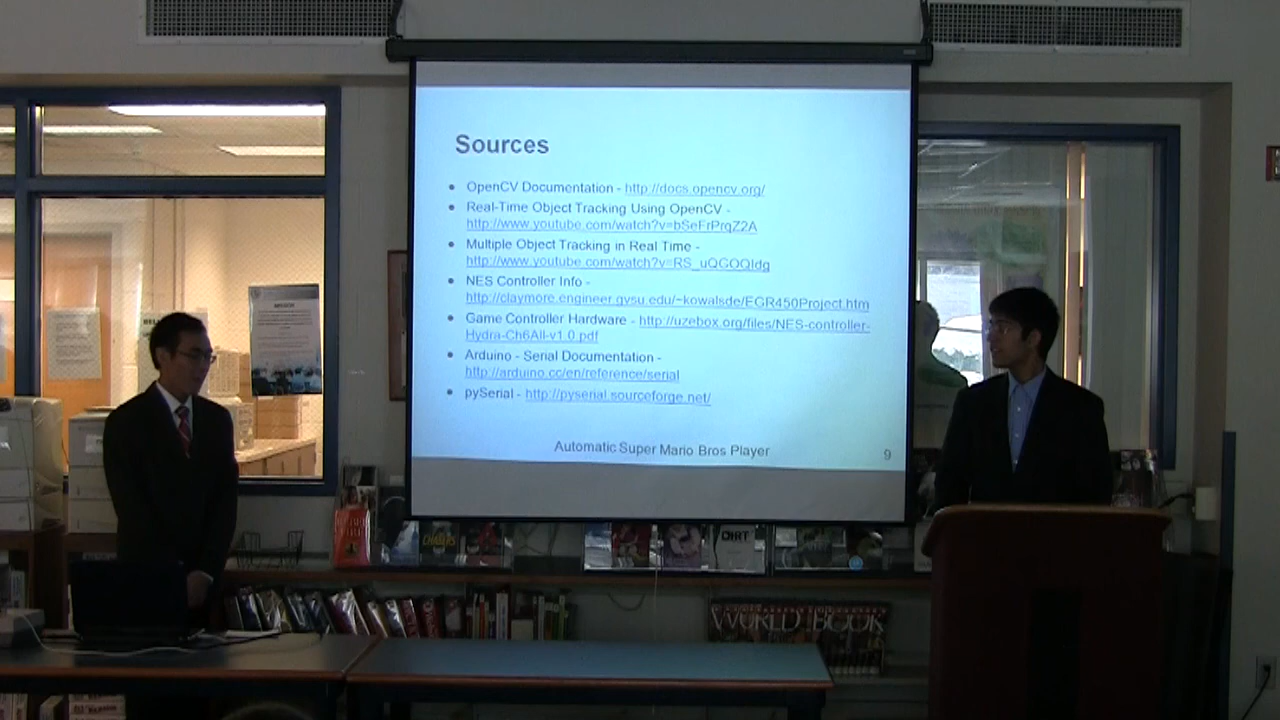 Sources
OpenCV Documentation - http://docs.opencv.org/
Real-Time Object Tracking Using OpenCV -
http://www.youtube.com/watch?v=bSeFrPrqZ2A
Multiple Object Tracking in Real Time -
http://www.youtube.com/watch?v=RS_uQGOQIdg
NES Controller Info -
http://claymore.engineer.gvsu.edu/~kowalsde/EGR450Project.htm
Game Controller Hardware - http://uzebox.org/files/NES-controller-
Hydra-Ch6All-v1.0.pdf
Arduino - Serial Documentation -
http://arduino.cc/en/reference/serial
pySerial - http://pyserial.sourceforge.net/
Automatic Super Mario Bros Player
9
DIRT
WORLD BOOK